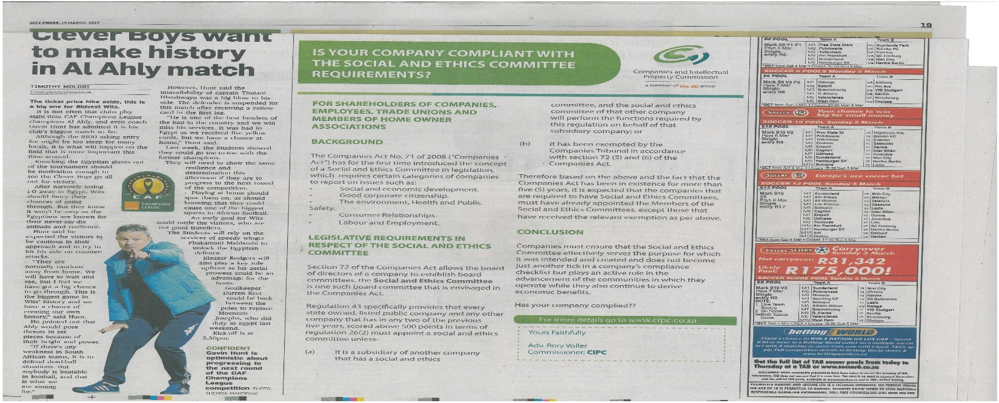 CITY PRESS, 19 MARCH, 2017
19
Clever Boys want
to make history
in Al Ahly match
TIMOTHY MOLOBI
timothy@citypress.co.za
The ticket price hike aside, this is
a big one for Bidvest Wits.
It is not often that clubs play
eight-time CAF Champions League
champions Al Ahly, and even coach
Gavin Hunt has admitted it is his
club's biggest match so far.
Although the R100 asking entry
fee might be too steep for many
locals, it is what will happen on the
field that is more important this
time around.
Knocking the Egyptian giants out
of the tournament should
be motivation enough to
see the Clever Boys go all
out for victory.
After narrowly losing
1-0 away in Egypt, Wits
should fancy their
chances of going
through. But they know
it won't be easy as the
Egyptians are known for
their never say die
attitude and resilience.
Hunt said he
expected the visitors to
be cautious in their
approach and to try to
hit his side on counter-
attacks.
"They are
normally cautious
away from home. We
will have to wait and
see, but I feel we
have got a big chance
to go through. This is
the biggest game in
Wits' history and we
have a chance of
creating our own
history," said Hunt.
He pointed out that
Ahly would pose
threats in set
pieces because of
their height and power.
"If there's any
weakness in South
African teams, it is to
defend dead-ball
situations. But
anybody is beatable
in football, and that
is what we
are aiming
for."
However, Hunt said the
unavailability of captain Thulani
Hlatshwayo was a big blow to his
side. The defender is suspended for
this match after receiving a yellow
card in the first leg.
"He is one of the best headers of
the ball in the country and we will
miss his services. It was bad in
Egypt as we received five yellow
cards, but we have a chance at
home," Hunt said.
Last week, the Students showed
they could go toe-to-toe with the
former champions.
They will need to show the same
resilience and
determination this
afternoon if they are to
progress to the next round
of the competition.
Playing at home should
spur them on, as should
knowing that they could
cause one of the biggest
upsets in African football.
An early goal for Wits
could rattle the visitors, who are
not good travellers.
The Students will rely on the
services of speedy winger
Phakamani Mahlambi to
unlock the Egyptian
defence.
Eleazar Rodgers will
also play a key role
upfront as his aerial
prowess could be an
advantage for the
hosts.
Goalkeeper
Darren Keet
could be back
between the
poles to replace
Moeneeb
Josephs, who did
duty in Egypt last
weekend.
Kick off is at
3.30pm.
CAF
CHAMPIONS
LEAGUE
CONFIDENT
Gavin Hunt is
optimistic about
progressing to
the next round
of the CAF
Champions
League
competition PHOTO:
THEMBA MAKOFANE
IS YOUR COMPANY COMPLIANT WITH
THE SOCIAL AND ETHICS COMMITTEE
REQUIREMENTS?
Companies and Intellectual
Property Commission
a member of the dti group
FOR SHAREHOLDERS OF COMPANIES,
EMPLOYEES, TRADE UNIONS AND
MEMBERS OF HOME OWNER
ASSOCIATIONS
BACKGROUND
The Companies Act No. 71 of 2008 ("Companies
Act") has for the first time introduced the concept
of a Social and Ethics Committee in legislation,
which requires certain categories of companies
to report on issues such as:
• Social and economic development.
• Good corporate citizenship.
• The environment, Health and Public
Safety.
• Consumer Relationships.
• Labour and Employment.
LEGISLATIVE REQUIREMENTS IN
RESPECT OF THE SOCIAL AND ETHICS
COMMITTEE
Section 72 of the Companies Act allows the board
of directors of a company to establish board
committees, the Social and Ethics Committee
is one such board committee that is envisaged in
the Companies Act.
Regulation 43 specifically provides that every
state owned, listed public company and any other
company that has in any two of the previous
five years, scored above 500 points in terms of
regulation 26(2) must appoint a social and ethics
committee unless-
(a) it is a subsidiary of another company
that has a social and ethics
committee, and the social and ethics
committee of that other company
will perform the functions required by
this regulation on behalf of that
subsidiary company; or
(b) it has been exempted by the
Companies Tribunal in accordance
with section 72 (5) and (6) of the
Companies Act.
Therefore based on the above and the fact that the
Companies Act has been in existence for more than
five (5) years, it is expected that the companies that
are required to have Social and Ethics Committees,
must have already appointed the Members of the
Social and Ethics Committees, except those that
have received the relevant exemption as per above.
CONCLUSION
Companies must ensure that the Social and Ethics
Committee effectively serves the purpose for which
it was intended and created and does not become
just another tick in a company's compliance
checklist but plays an active role in the
advancement of the communities in which they
operate while they also continue to derive
economic benefits.
Has your company complied??
For more details go to www.cipc.co.za
Yours Faithfully
Adv. Rory Voller
Commissioner: CIPC
S6 POOL Team A Team B
Mark S6 V1 P1 M1 Free State Stars vs Highlands Park
Pays 6 Mar M2 Polokwane vs Baroka FC
Single M3 Tottenham vs Everton
entry R6 M4 Ein Frankfurt vs SC Freiburg
M5 Sunderland vs Man City
M6 Hamburger SV vs Hertha Berlin
SOCCER 6 POOLS Monday 6 March
S6 POOL Team A Team B
Mark S6 V3 P2 M1 Odense vs Aalborg
Pays 7 Mar M2 Estoril vs Rio Ave
Single M3 Braunshweig vs VfB Stuttgart
entry R6 M4 D. Alaves vs Sevilla
M5 Valencienes vs Strasbourg
M6 West Ham vs Chelsea
*BET from Sun 5 Mar • Closes 20:00 Mon 6 Mar
Soccer 10 Your chance to win
big for small money
SOCCER 10 POOL Sunday 5 March
S10 POOL Team A Team B
Mark S10 V2 M1 Free State St vs Highlands Prk
Pays 6 Mar M2 Polokwane vs Baroka FC
Single M3 Tottenham vs Everton
entry R2 M4 Crotone vs Sassuolo
M5 Empoli vs Genoa
M6 Cagliari vs Inter Milan
M7 Udinese vs Juventus
M8 Sunderland vs Man City
M9 Hamburger SV vs Hertha Berlin
M10 Bologna vs Lazio
*BET from Sat 4 Mar • Closes 15:30 Sun 5 Mar
Soccer 13 Europe's ace soccer bet
SOCCER 13 POOL Sunday 5 March
S13 POOL Team A Team B
Mark S13 M1 Sunderland vs Man City
V2 M2 Ath Bilbao vs Malaga
Pays 6 Mar M3 Atl Madrid vs Valencia
Single M4 Las Palmas vs Osasuna
entry R1.7 M5 Bologna vs Lazio
M6 Cagliari vs Inter Milan
M7 Empoli vs Genoa
M8 Udinese vs Juventus
M9 Toulouse vs Lille
M10 Ein Frankfurt vs SC Freiburg
M11 Hamburger SV vs Hertha Berlin
M12 AIK vs Dalkurd
M13 Orebro vs Hacken
Carryover
Sunday 5 March
Net carryover: R31,342
Likely
Pool: R175,000!
SOCCER SCORE POOL Sunday 5 March
S8 POOL Team A Team B
Mark S10 V3 M1 Sunderland vs Man City
Pays 7 Mar M2 Belenenses vs Chaves
Single M3 Monaco vs Nantes
entry R2 M4 Sporting CP vs Vit Guimaraes
NOTE: M5 Bologna vs Lazio
1=One Team M6 Athetic Bilbao vs Malaga
Scores M7 Braunshweig vs VfB Stuttgart
2=No Score M8 D. Alaves vs Sevilla
3=Both Teams M9 Valencienes vs Strasbourg
Score M10 West Ham vs Chelsea
betting WORLD
Stand a chance to WIN A DATSUN GO LUX CAR - Spend
R30 or more in a Betting World outlet on a multiple soccer
bet with 4 matches or more from now until 1 April. T&Cs ap-
ply. Full competition details in Betting World stores &
www.bettingworld.co.za
Get the full list of TAB soccer pools from today to
Thursday at a TAB or www.soccer6.co.za
PHUMELELA GAMING AND LEISURE LTD IS A LICENSED OPERATOR. NO PERSON UNDER
THE AGE OF 18 IS PERMITTED TO GAMBLE. WINNERS KNOW WHEN TO STOP. NATIONAL
RESPONSIBLE GAMBLING PROGRAMME, TOLL FREE COUNSELLING LINE 0800 006 008